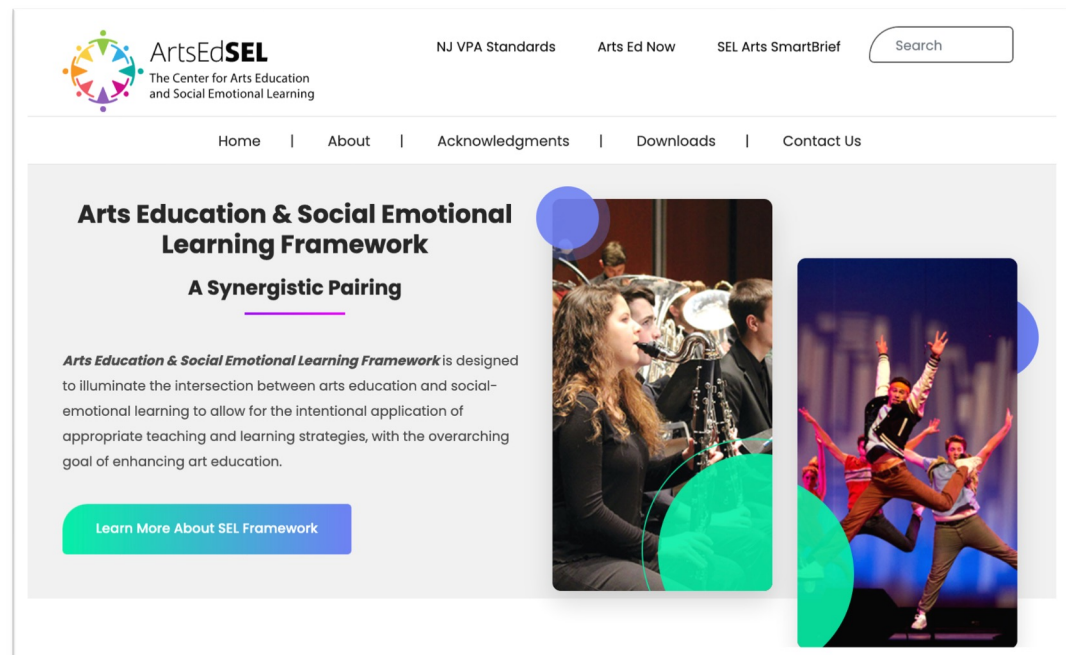 ArtsEdSEL
The Center for Arts Education
and Social Emotional Learning
NJ VPA Standards
Arts Ed Now
SEL Arts SmartBrief
Search
Home | About | Acknowledgments | Downloads | Contact Us
Arts Education & Social Emotional
Learning Framework
A Synergistic Pairing
Arts Education & Social Emotional Learning Framework is designed
to illuminate the intersection between arts education and social-
emotional learning to allow for the intentional application of
appropriate teaching and learning strategies, with the overarching
goal of enhancing art education.
Learn More About SEL Framework